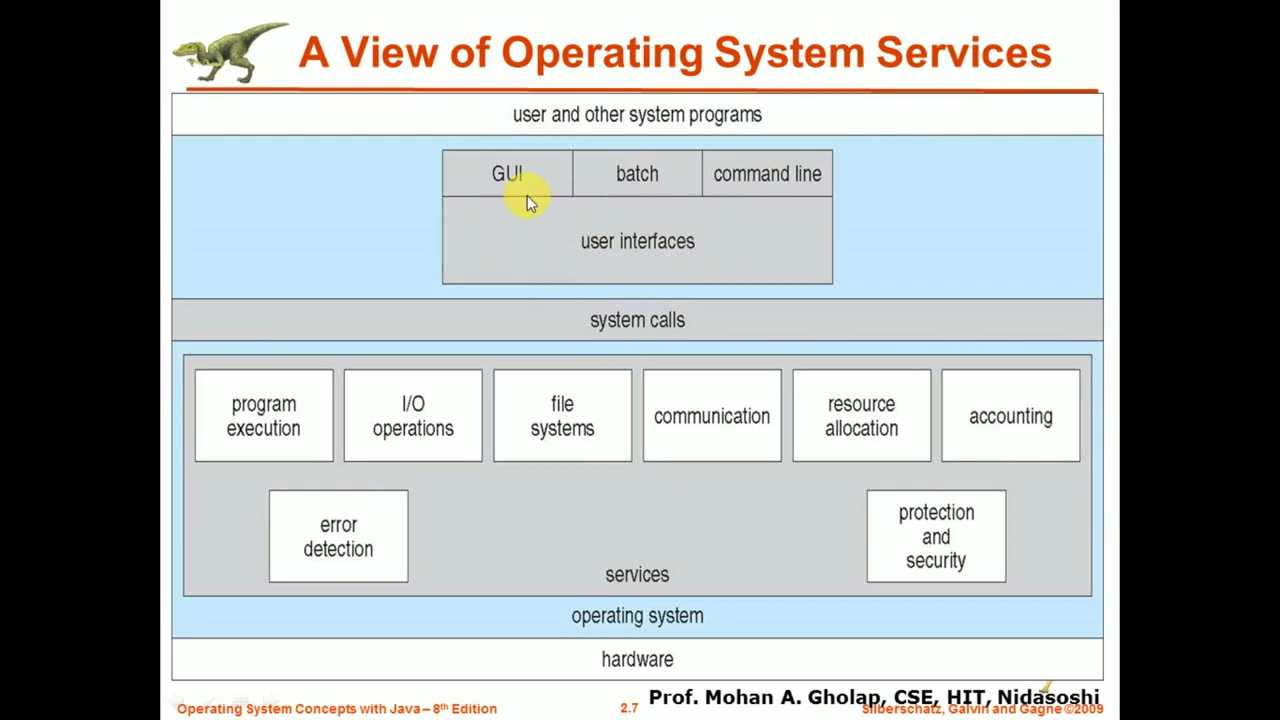 A View of Operating System Services
user and other system programs
GUI
batch
command line
user interfaces
system calls
program
execution
I/O
operations
file
systems
communication
resource
allocation
accounting
error
detection
protection
and
security
services
operating system
hardware
Prof. Mohan A. Gholap, CSE, HIT, Nidasoshi
Operating System Concepts with Java – 8th Edition
2.7
Silberschatz, Galvin and Gagne ©2009